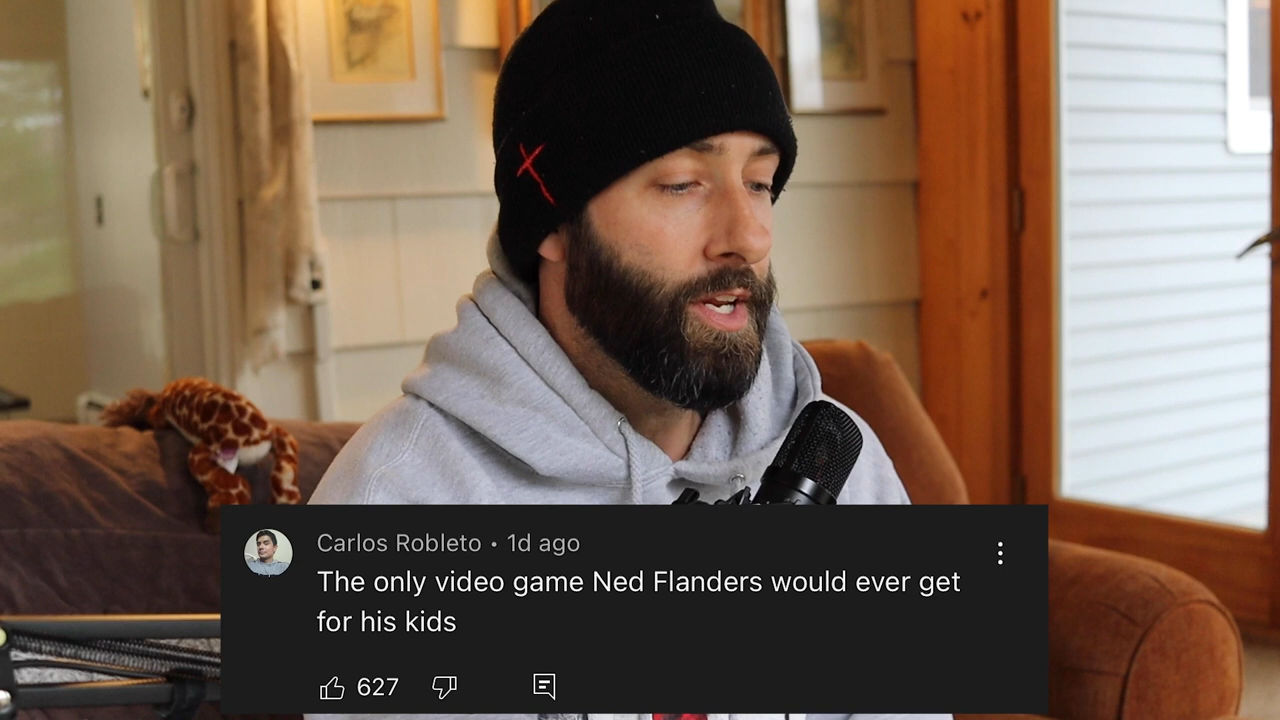 Carlos Robleto • 1d ago
The only video game Ned Flanders would ever get
for his kids
627